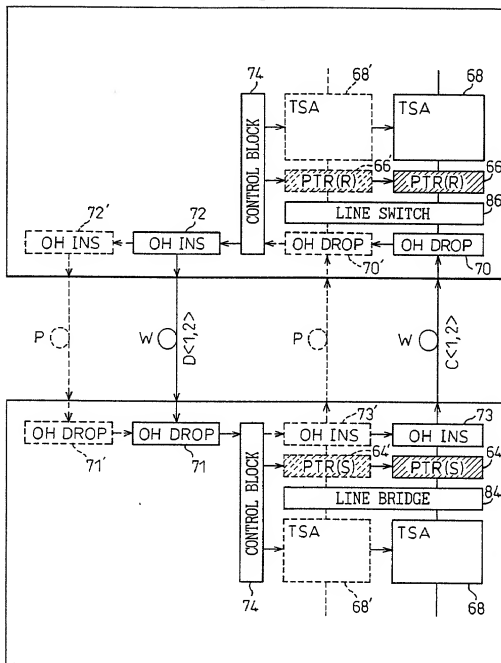 74
68'
68
TSA
TSA
CONTROL BLOCK
66'
PTR(R)
PTR(R)
66
LINE SWITCH
86
72'
72
OH INS
OH INS
OH DROP
OH DROP
70'
70
P
W
D<1,2>
P
W
C<1,2>
OH DROP
OH DROP
71'
71
73'
73
OH INS
OH INS
64'
64
PTR(S)
PTR(S)
LINE BRIDGE
84
CONTROL BLOCK
TSA
TSA
74
68'
68